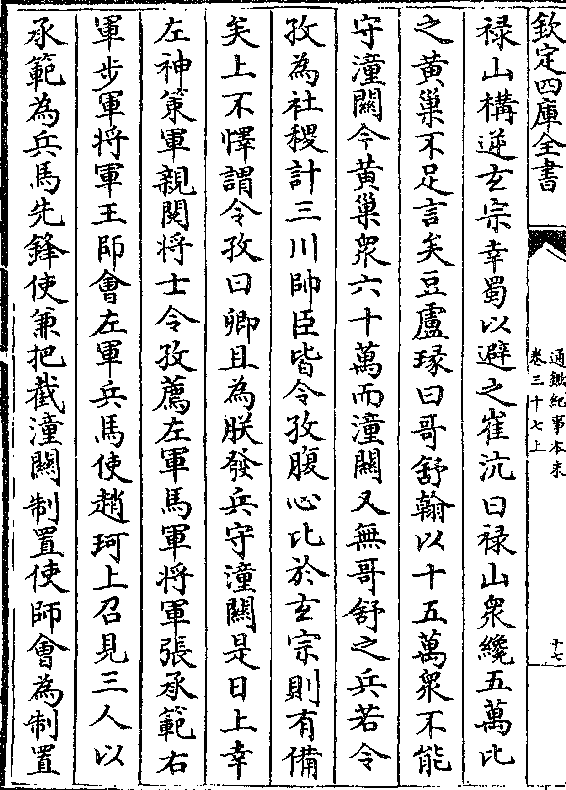 欽定四庫全書
通鑑紀事本末
卷三十七上
十七
禄山構逆玄宗幸蜀以避之崔沆曰禄山衆纔五萬比
之黄巢不足言矣豆盧瑑曰哥舒翰以十五萬衆不能
守潼關今黄巢衆六十萬而潼關又無哥舒之兵若令
孜為社稷計三川帥臣皆令孜腹心比於玄宗則有備
矣上不懌謂令孜曰卿且為朕發兵守潼關是日上幸
左神策軍親閲將士令孜薦左軍馬軍將軍張承範右
軍步軍將軍王師會左軍兵馬使趙珂上召見三人以
承範為兵馬先鋒使兼把截潼關制置使師會為制置